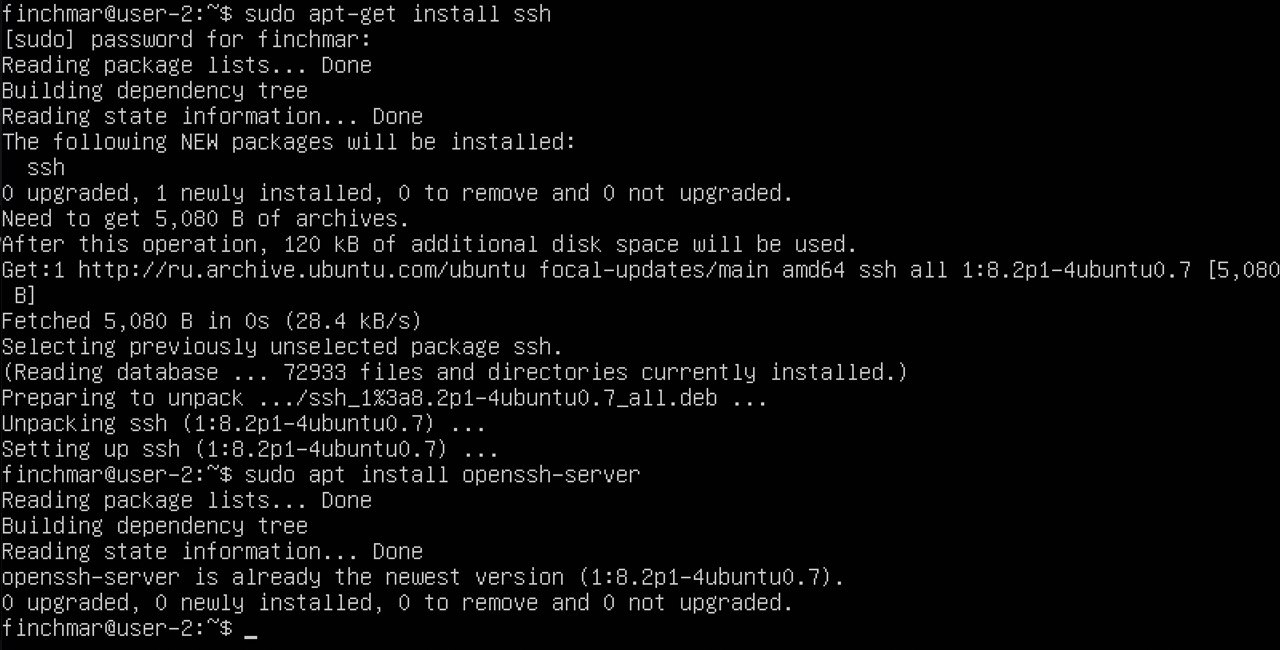 finchmar@user-2:~$ sudo apt-get install ssh
[sudo] password for finchmar:
Reading package lists... Done
Building dependency tree
Reading state information... Done
The following NEW packages will be installed:
  ssh
0 upgraded, 1 newly installed, 0 to remove and 0 not upgraded.
Need to get 5,080 B of archives.
After this operation, 120 kB of additional disk space will be used.
Get:1 http://ru.archive.ubuntu.com/ubuntu focal-updates/main amd64 ssh all 1:8.2p1-4ubuntu0.7 [5,080
 B]
Fetched 5,080 B in 0s (28.4 kB/s)
Selecting previously unselected package ssh.
(Reading database ... 72933 files and directories currently installed.)
Preparing to unpack .../ssh_1%3a8.2p1-4ubuntu0.7_all.deb ...
Unpacking ssh (1:8.2p1-4ubuntu0.7) ...
Setting up ssh (1:8.2p1-4ubuntu0.7) ...
finchmar@user-2:~$ sudo apt install openssh-server
Reading package lists... Done
Building dependency tree
Reading state information... Done
openssh-server is already the newest version (1:8.2p1-4ubuntu0.7).
0 upgraded, 0 newly installed, 0 to remove and 0 not upgraded.
finchmar@user-2:~$ _